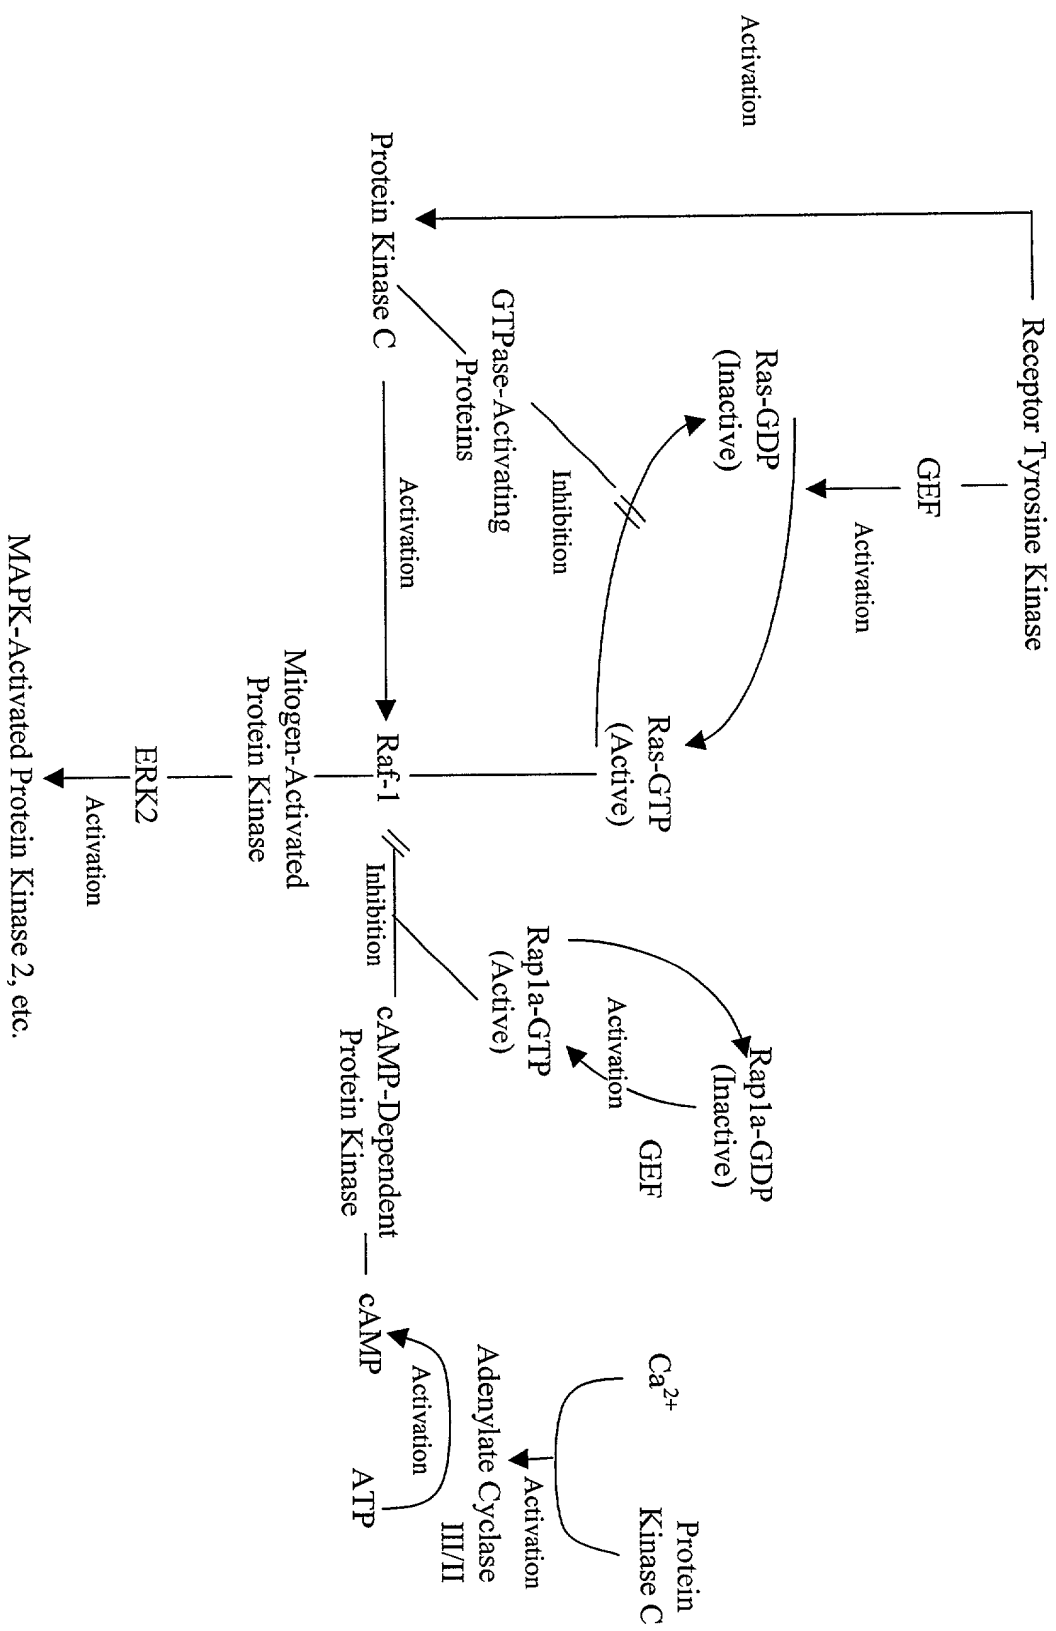 Receptor Tyrosine Kinase
GEF
Activation
Activation
Ras-GDP
(Inactive)
Ras-GTP
(Active)
Inhibition
GTPase-Activating
Proteins
Protein Kinase C
Activation
Raf-1
Mitogen-Activated
Protein Kinase
ERK2
Activation
MAPK-Activated Protein Kinase 2, etc.
Rap1a-GDP
(Inactive)
GEF
Activation
Rap1a-GTP
(Active)
Inhibition
cAMP-Dependent
Protein Kinase
cAMP
Activation
ATP
Adenylate Cyclase
III/II
Activation
Ca2+
Protein
Kinase C